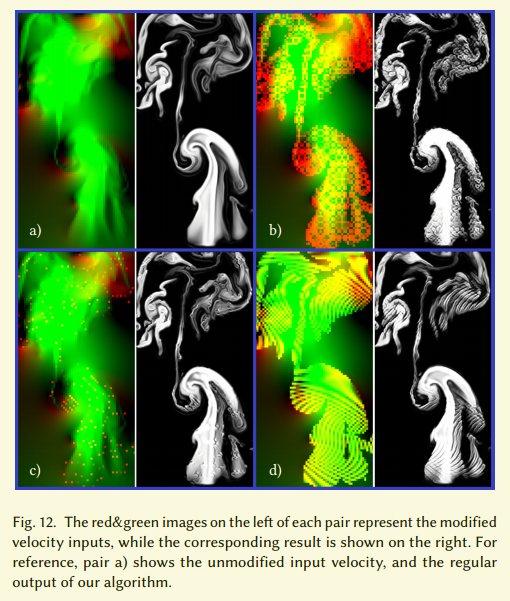 a)
b)
c)
d)
Fig. 12. The red&green images on the left of each pair represent the modified
velocity inputs, while the corresponding result is shown on the right. For
reference, pair a) shows the unmodified input velocity, and the regular
output of our algorithm.